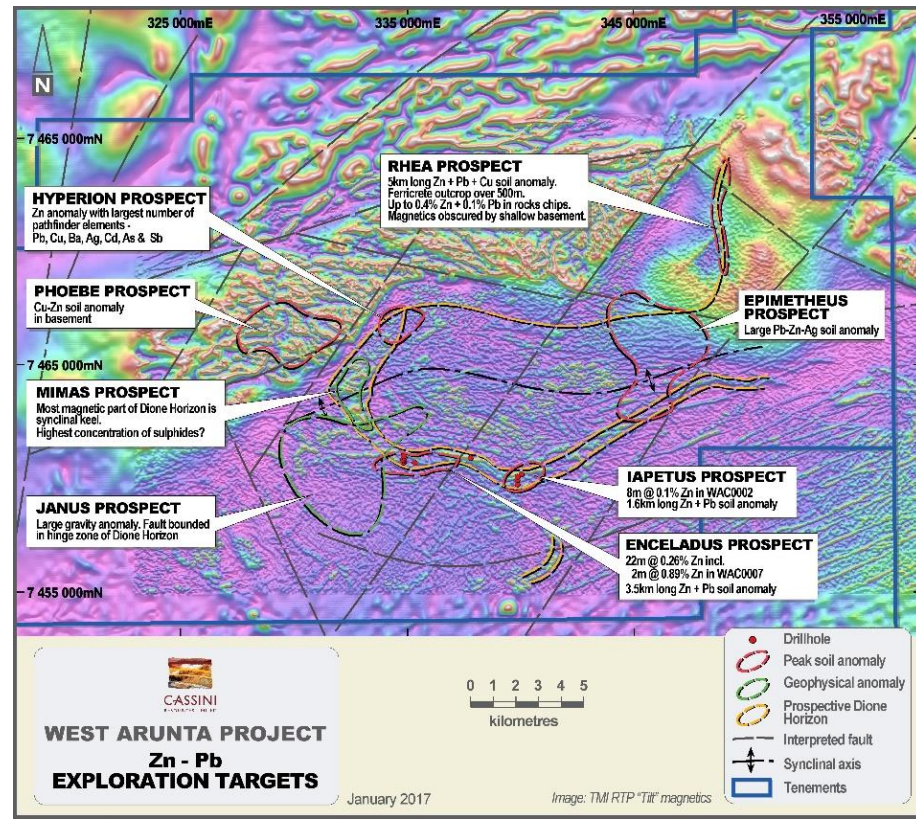 325 000mE
335 000mE
345 000mE
355 000mE
N
7 465 000mN
RHEA PROSPECT
5km long Zn + Pb + Cu soil anomaly.
Ferricrete outcrop over 500m.
Up to 0.4% Zn + 0.1% Pb in rocks chips.
Magnetics obscured by shallow basement.
HYPERION PROSPECT
Zn anomaly with largest number of
pathfinder elements -
Pb, Cu, Ba, Ag, Cd, As & Sb
PHOEBE PROSPECT
Cu-Zn soil anomaly
in basement
EPIMETHEUS
PROSPECT
Large Pb-Zn-Ag soil anomaly
7 465 000mN
MIMAS PROSPECT
Most magnetic part of Dione Horizon is
synclinal keel.
Highest concentration of sulphides?
IAPETUS PROSPECT
8m @ 0.1% Zn in WAC0002
1.6km long Zn + Pb soil anomaly
JANUS PROSPECT
Large gravity anomaly. Fault bounded
in hinge zone of Dione Horizon
ENCELADUS PROSPECT
22m @ 0.26% Zn incl.
2m @ 0.89% Zn in WAC0007
3.5km long Zn + Pb soil anomaly
7 455 000mN
Drillhole
Peak soil anomaly
Geophysical anomaly
Prospective Dione
Horizon
Interpreted fault
Synclinal axis
Tenements
CASSINI
RESOURCES LIMITED
WEST ARUNTA PROJECT
Zn - Pb
EXPLORATION TARGETS
0 1 2 3 4 5
kilometres
January 2017
Image: TMI RTP "Tilt" magnetics